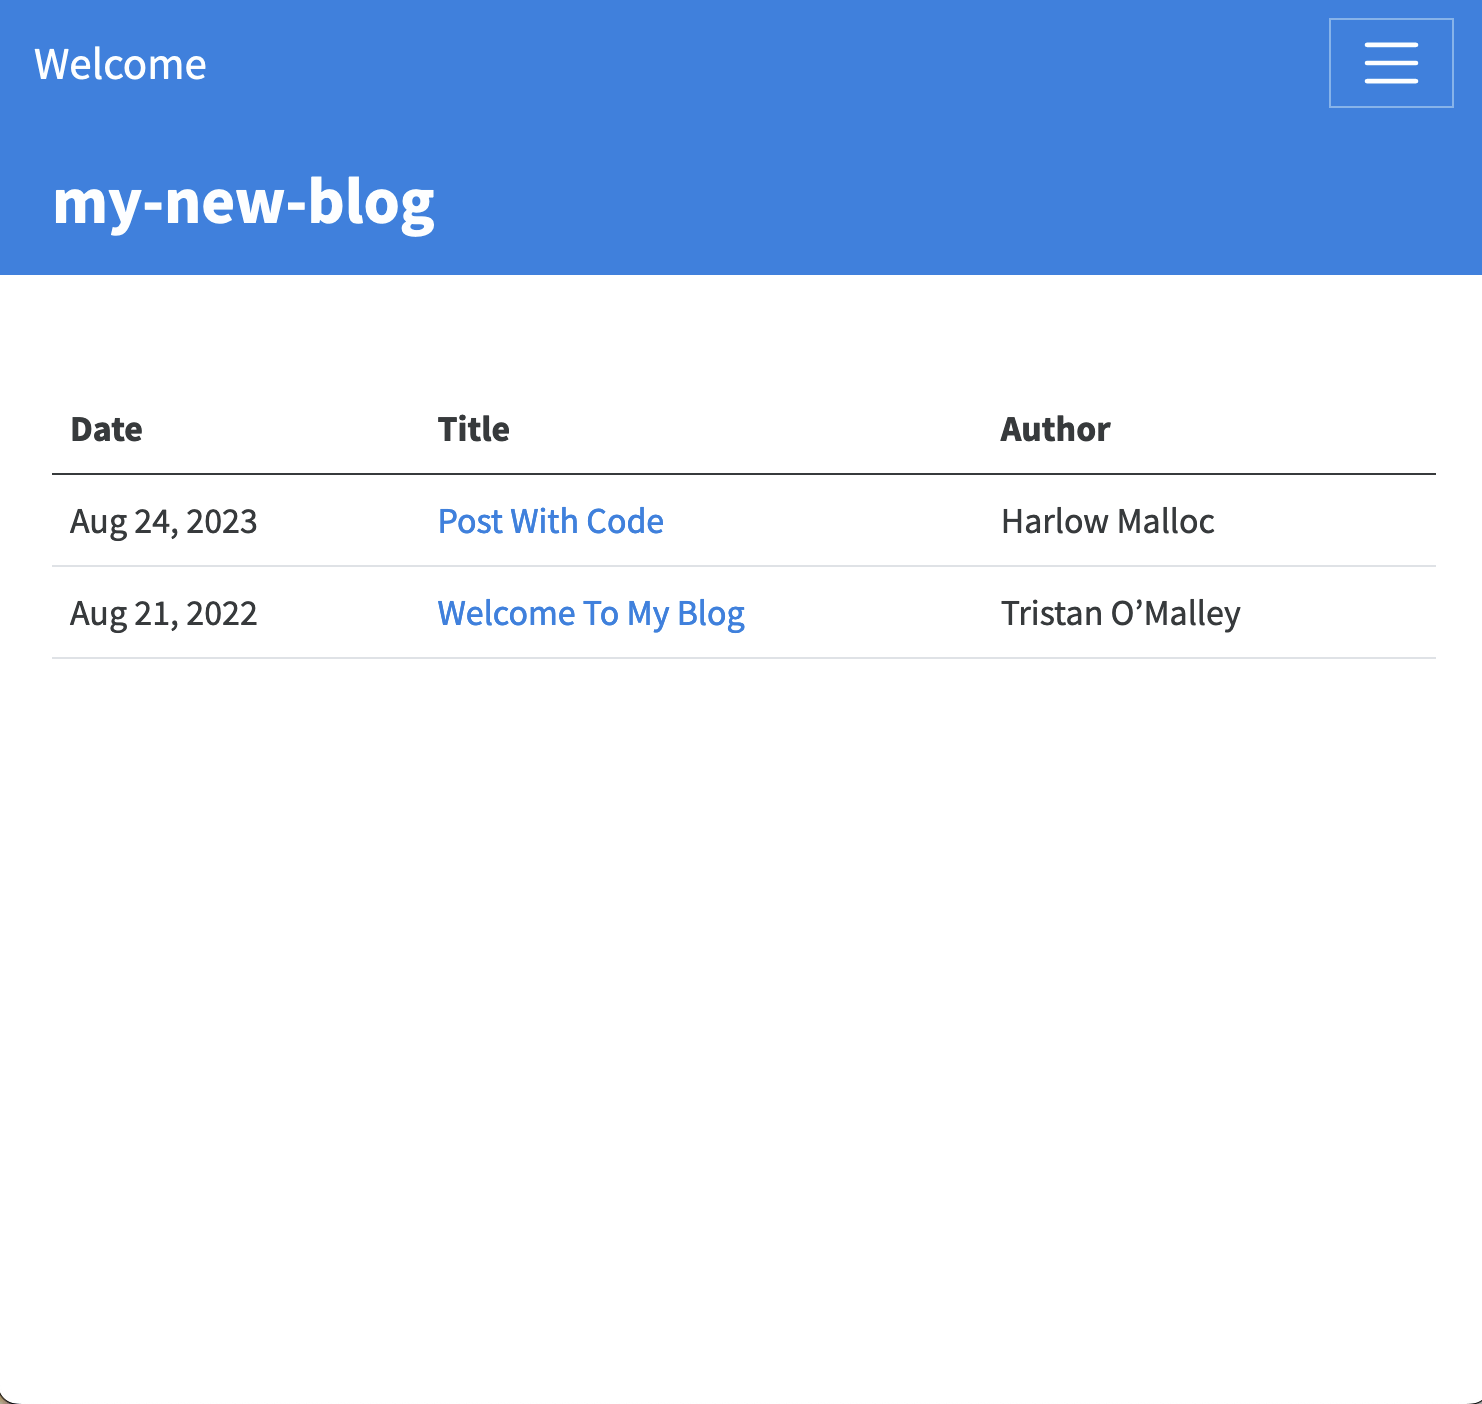 Welcome
my-new-blog
Date Title Author
Aug 24, 2023 Post With Code Harlow Malloc
Aug 21, 2022 Welcome To My Blog Tristan O’Malley